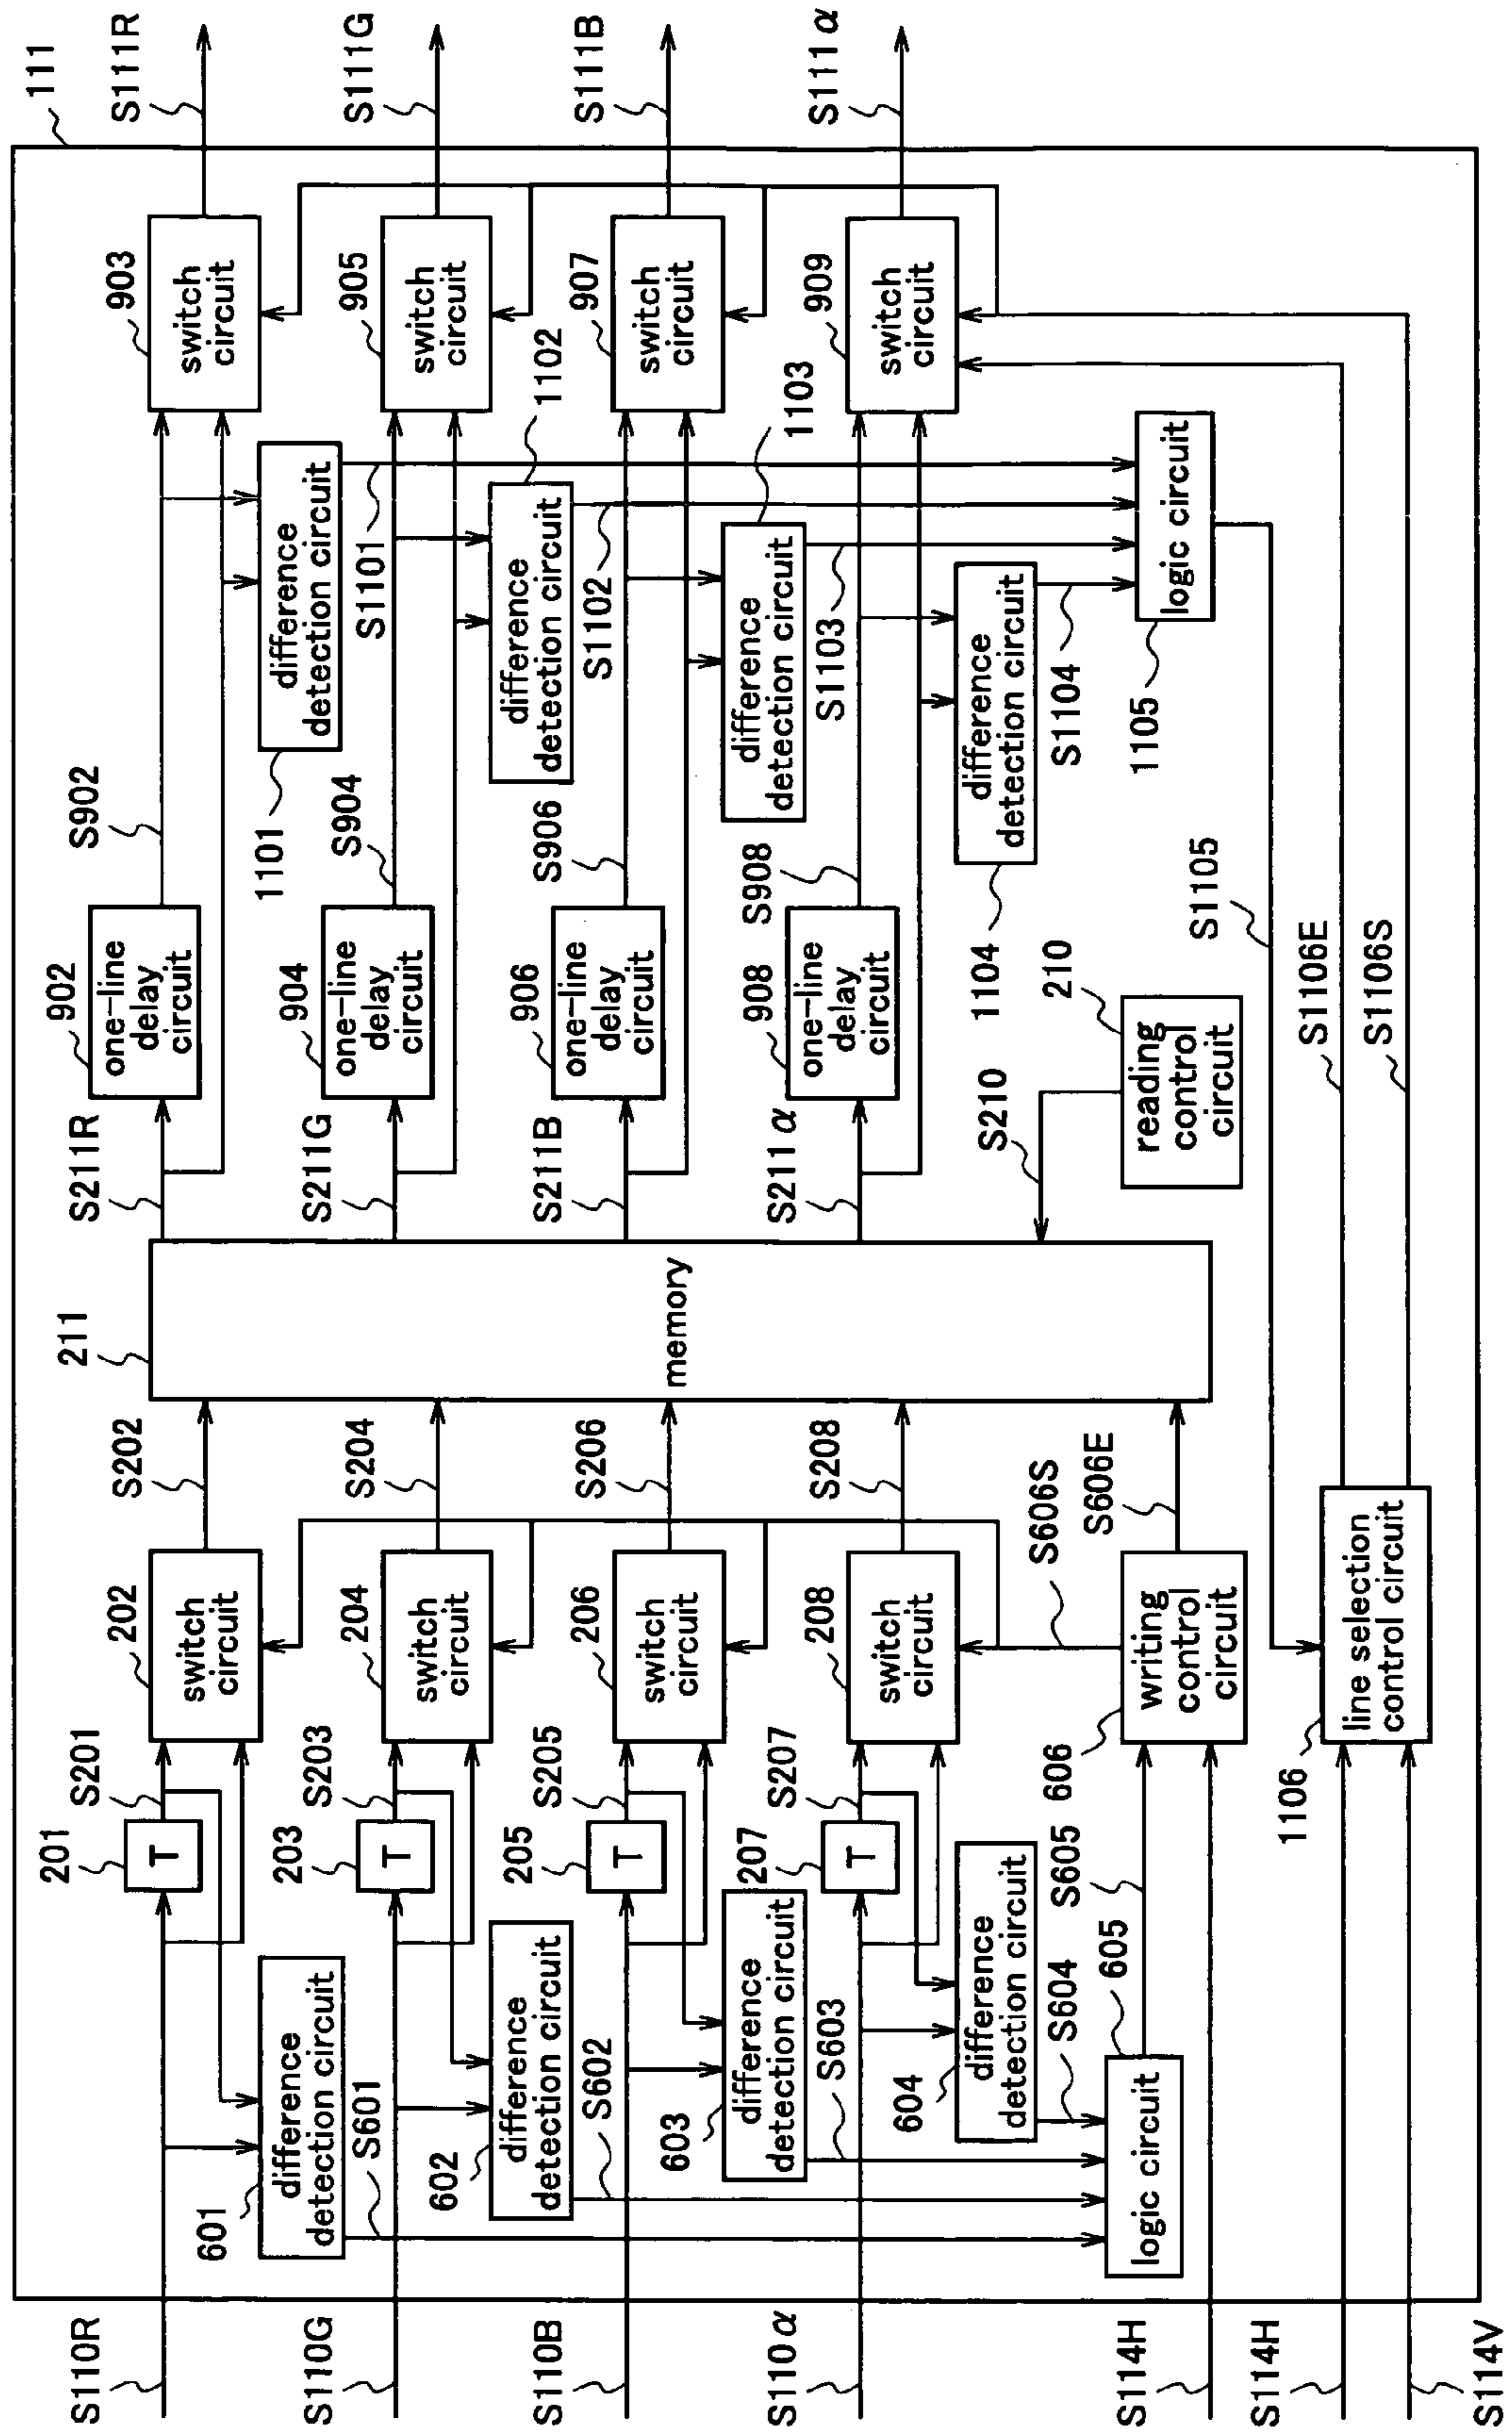 111
S110R
201
T
S201
202
switch
circuit
S202
211
memory
S211R
902
one-line
delay
circuit
S902
903
switch
circuit
S111R
601
difference
detection circuit
S601
1101
difference
detection circuit
S1101
S110G
203
T
S203
204
switch
circuit
S204
S211G
904
one-line
delay
circuit
S904
905
switch
circuit
S111G
602
difference
detection circuit
S602
1102
difference
detection circuit
S1102
S110B
205
T
S205
206
switch
circuit
S206
S211B
906
one-line
delay
circuit
S906
907
switch
circuit
S111B
603
difference
detection circuit
S603
1103
difference
detection circuit
S1103
S110α
207
T
S207
208
switch
circuit
S208
S211α
908
one-line
delay
circuit
S908
909
switch
circuit
S111α
604
difference
detection circuit
S604
1104
difference
detection circuit
S1104
605
logic circuit
S605
606
writing
control
circuit
S606S
S606E
S210
210
reading
control
circuit
1105
logic circuit
S1105
S114H
S114H
S114V
1106
line selection
control circuit
S1106E
S1106S